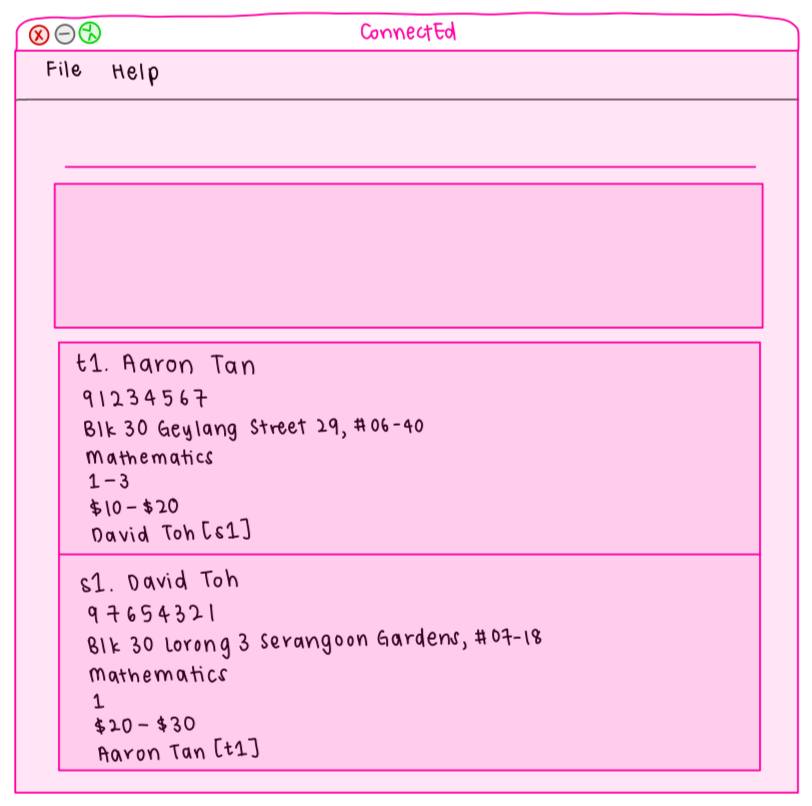 ConnectEd
File Help
t1. Aaron Tan
91234567
Blk 30 Geylang Street 29, #06-40
Mathematics
1-3
$10-$20
David Toh [s1]
s1. David Toh
97654321
Blk 30 Lorong 3 Serangoon Gardens, #07-18
Mathematics
1
$20-$30
Aaron Tan [t1]